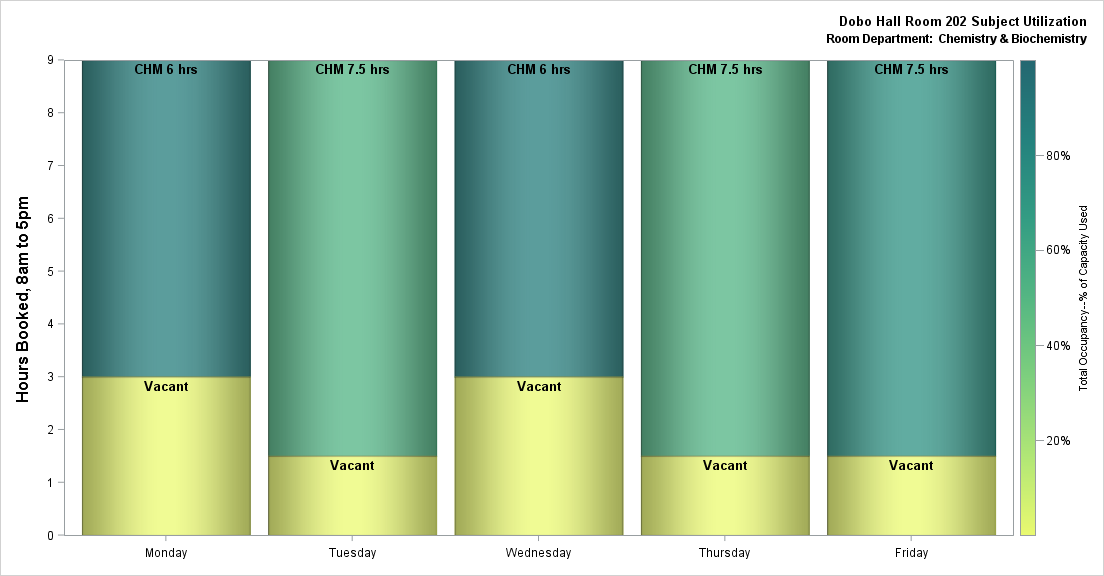 Dobo Hall Room 202 Subject Utilization
Room Department: Chemistry & Biochemistry
Hours Booked, 8am to 5pm
9
8
7
6
5
4
3
2
1
0
CHM 6 hrs
CHM 7.5 hrs
CHM 6 hrs
CHM 7.5 hrs
CHM 7.5 hrs
Vacant
Vacant
Vacant
Vacant
Vacant
Monday
Tuesday
Wednesday
Thursday
Friday
80%
60%
40%
20%
Total Occupancy--% of Capacity Used